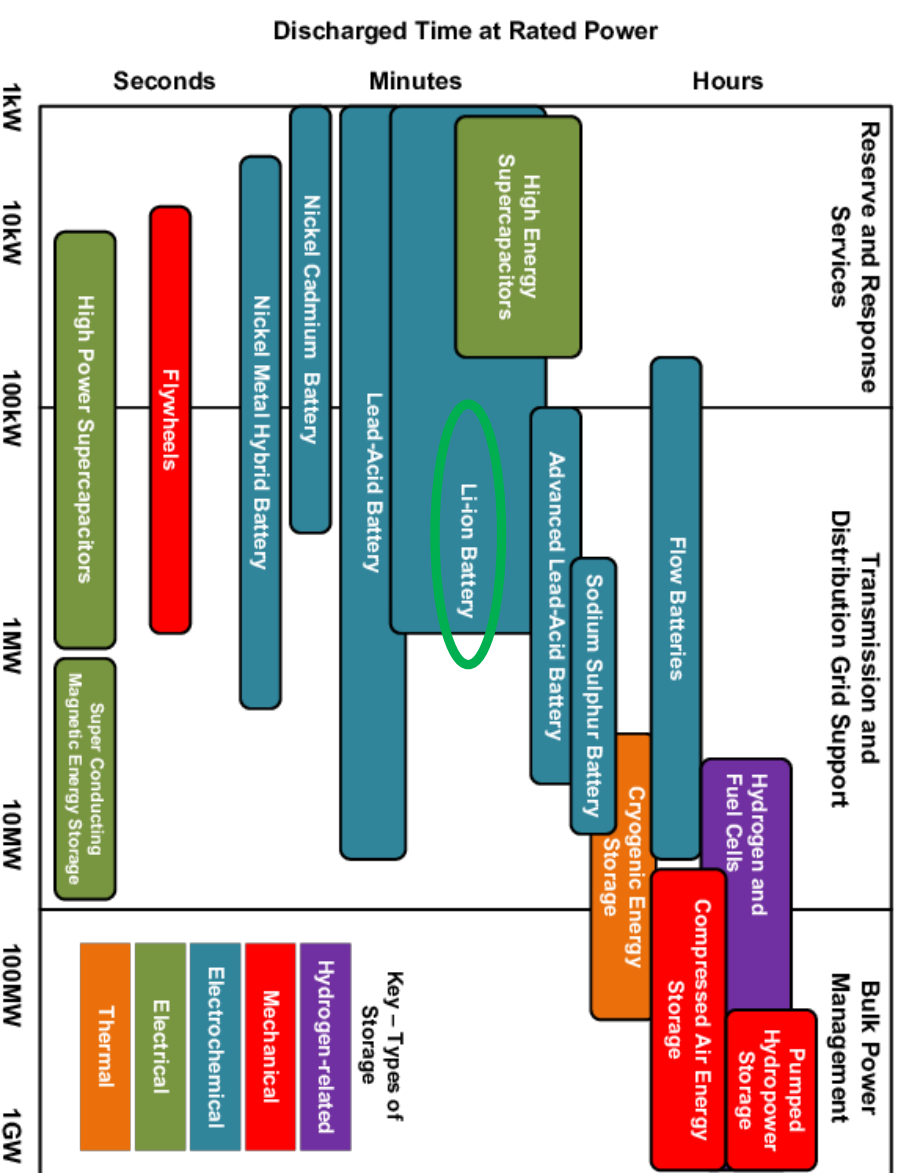 Discharged Time at Rated Power
Seconds
Minutes
Hours
1kW
10kW
100kW
1MW
10MW
100MW
1GW
Reserve and Response
Services
Transmission and
Distribution Grid Support
Bulk Power
Management
High Power Supercapacitors
Super Conducting
Magnetic Energy Storage
Flywheels
Nickel Metal Hybrid Battery
Nickel Cadmium Battery
Lead-Acid Battery
Li-ion Battery
High Energy
Supercapacitors
Advanced Lead-Acid Battery
Sodium Sulphur Battery
Cryogenic Energy
Storage
Flow Batteries
Hydrogen and
Fuel Cells
Compressed Air Energy
Storage
Pumped
Hydropower
Storage
Key – Types of
Storage
Hydrogen-related
Mechanical
Electrochemical
Electrical
Thermal